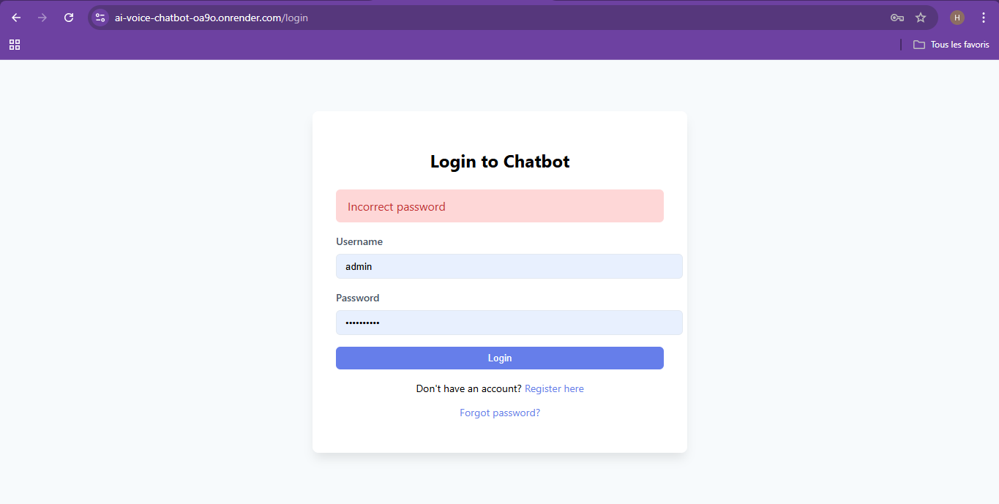 ai-voice-chatbot-oa9o.onrender.com/login
H
Tous les favoris
Login to Chatbot
Incorrect password
Username
admin
Password
••••••••••
Login
Don't have an account? Register here
Forgot password?